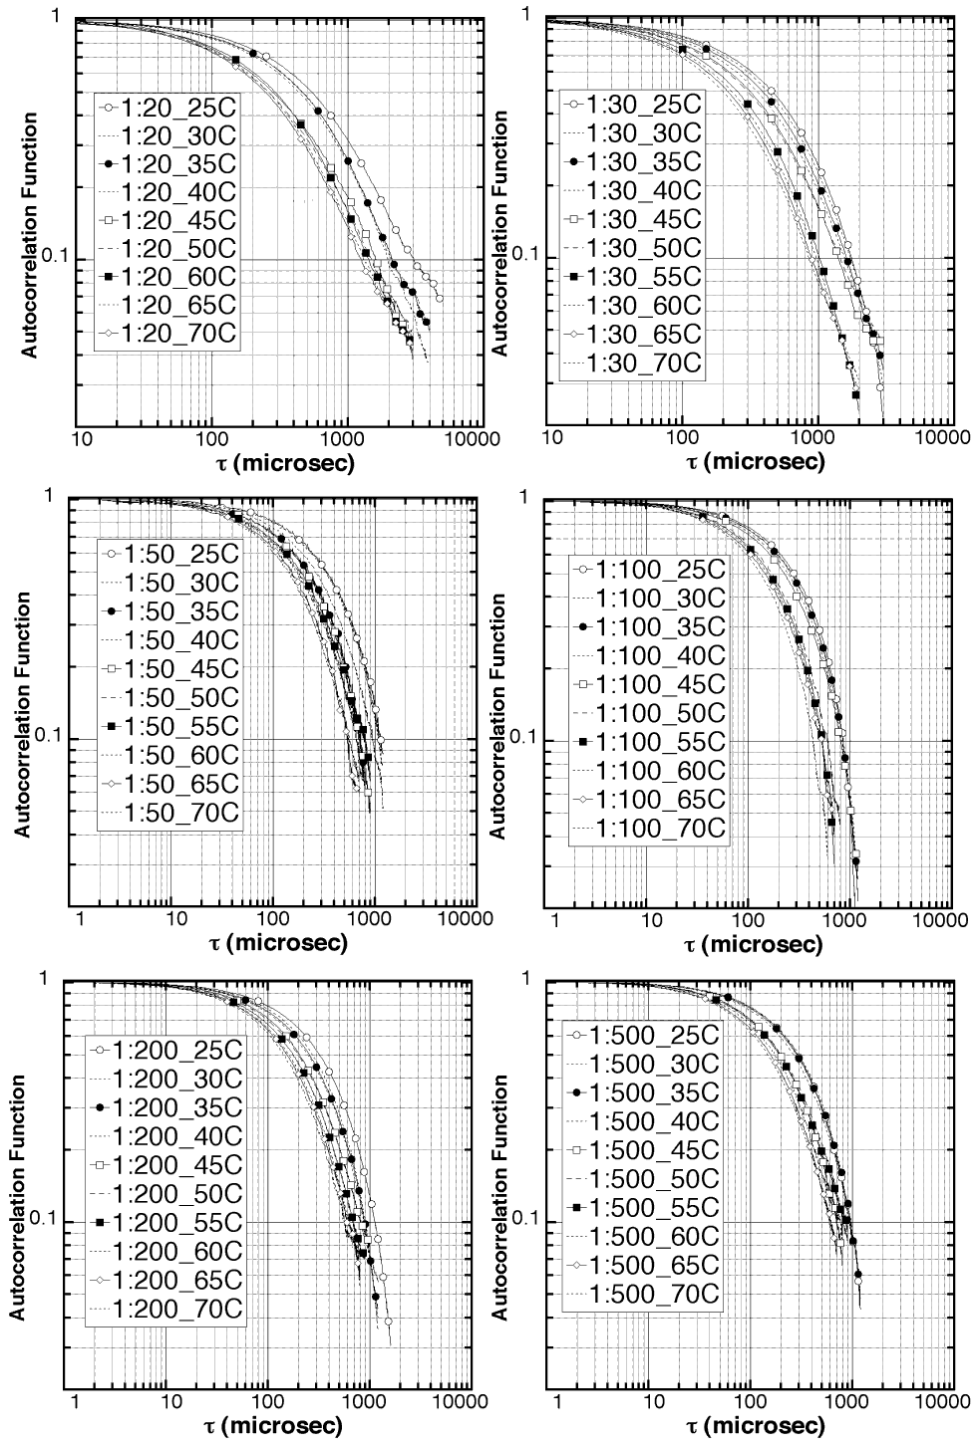 1
0.1
Autocorrelation Function
1:20_25C
1:20_30C
1:20_35C
1:20_40C
1:20_45C
1:20_50C
1:20_60C
1:20_65C
1:20_70C
10 100 1000 10000
τ (microsec)
1
0.1
Autocorrelation Function
1:30_25C
1:30_30C
1:30_35C
1:30_40C
1:30_45C
1:30_50C
1:30_55C
1:30_60C
1:30_65C
1:30_70C
10 100 1000 10000
τ (microsec)
1
0.1
Autocorrelation Function
1:50_25C
1:50_30C
1:50_35C
1:50_40C
1:50_45C
1:50_50C
1:50_55C
1:50_60C
1:50_65C
1:50_70C
1 10 100 1000 10000
τ (microsec)
1
0.1
Autocorrelation Function
1:100_25C
1:100_30C
1:100_35C
1:100_40C
1:100_45C
1:100_50C
1:100_55C
1:100_60C
1:100_65C
1:100_70C
1 10 100 1000 10000
τ (microsec)
1
0.1
Autocorrelation Function
1:200_25C
1:200_30C
1:200_35C
1:200_40C
1:200_45C
1:200_50C
1:200_55C
1:200_60C
1:200_65C
1:200_70C
1 10 100 1000 10000
τ (microsec)
1
0.1
Autocorrelation Function
1:500_25C
1:500_30C
1:500_35C
1:500_40C
1:500_45C
1:500_50C
1:500_55C
1:500_60C
1:500_65C
1:500_70C
1 10 100 1000 10000
τ (microsec)